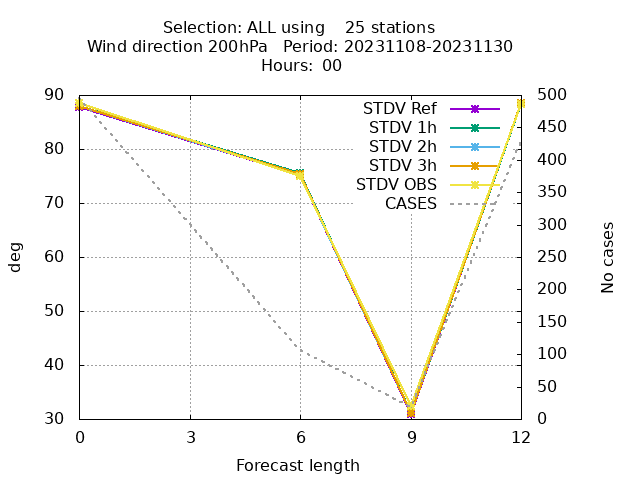 Selection: ALL using    25 stations
Wind direction 200hPa   Period: 20231108-20231130
Hours: 00
90
80
70
60
50
40
30
500
450
400
350
300
250
200
150
100
50
0
STDV Ref
STDV 1h
STDV 2h
STDV 3h
STDV OBS
CASES
deg
No cases
0 3 6 9 12
Forecast length